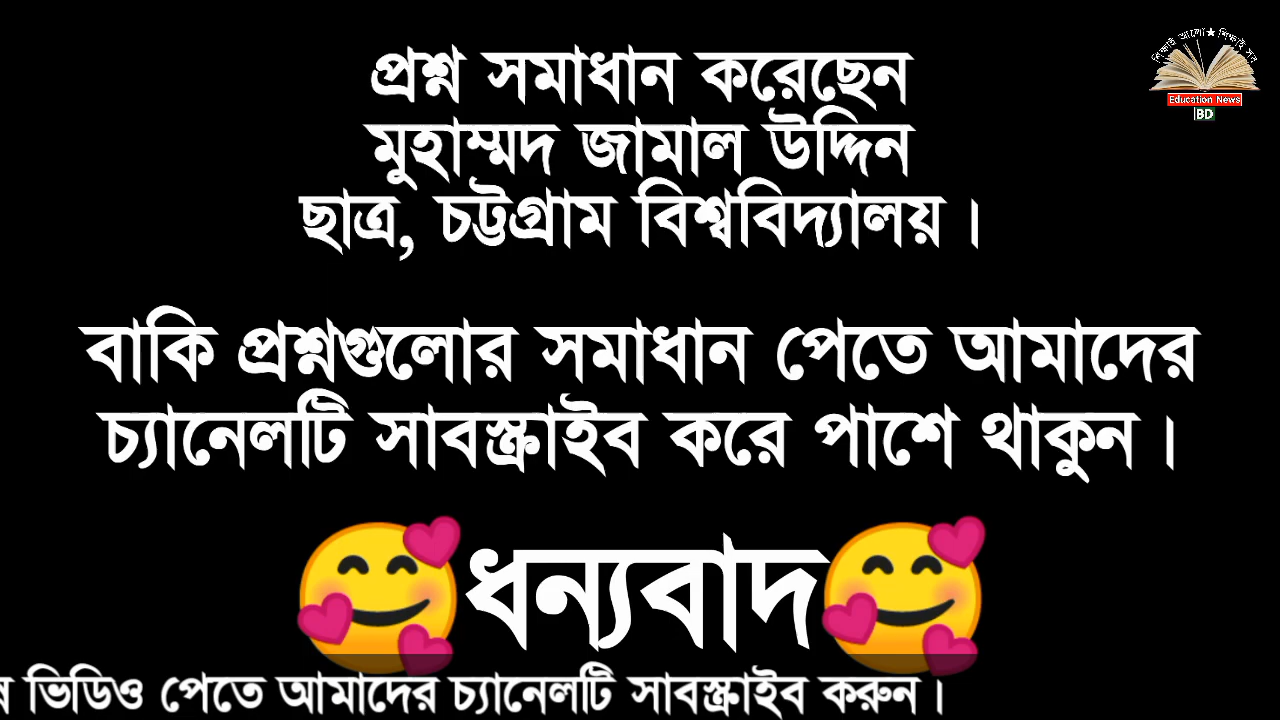 প্রশ্ন সমাধান করেছেন
মুহাম্মদ জামাল উদ্দিন
ছাত্র, চট্টগ্রাম বিশ্ববিদ্যালয়।
বাকি প্রশ্নগুলোর সমাধান পেতে আমাদের
চ্যানেলটি সাবস্ক্রাইব করে পাশে থাকুন।
ধন্যবাদ
ভিডিও পেতে আমাদের চ্যানেলটি সাবস্ক্রাইব করুন।
Education News
BD